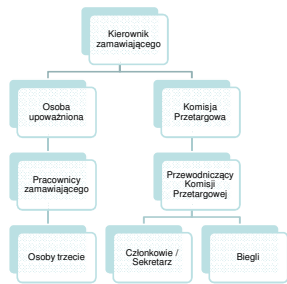 Kierownik
zamawiającego
Osoba
upoważniona
Komisja
Przetargowa
Pracownicy
zamawiającego
Przewodniczący
Komisji
Przetargowej
Osoby trzecie
Członkowie /
Sekretarz
Biegli